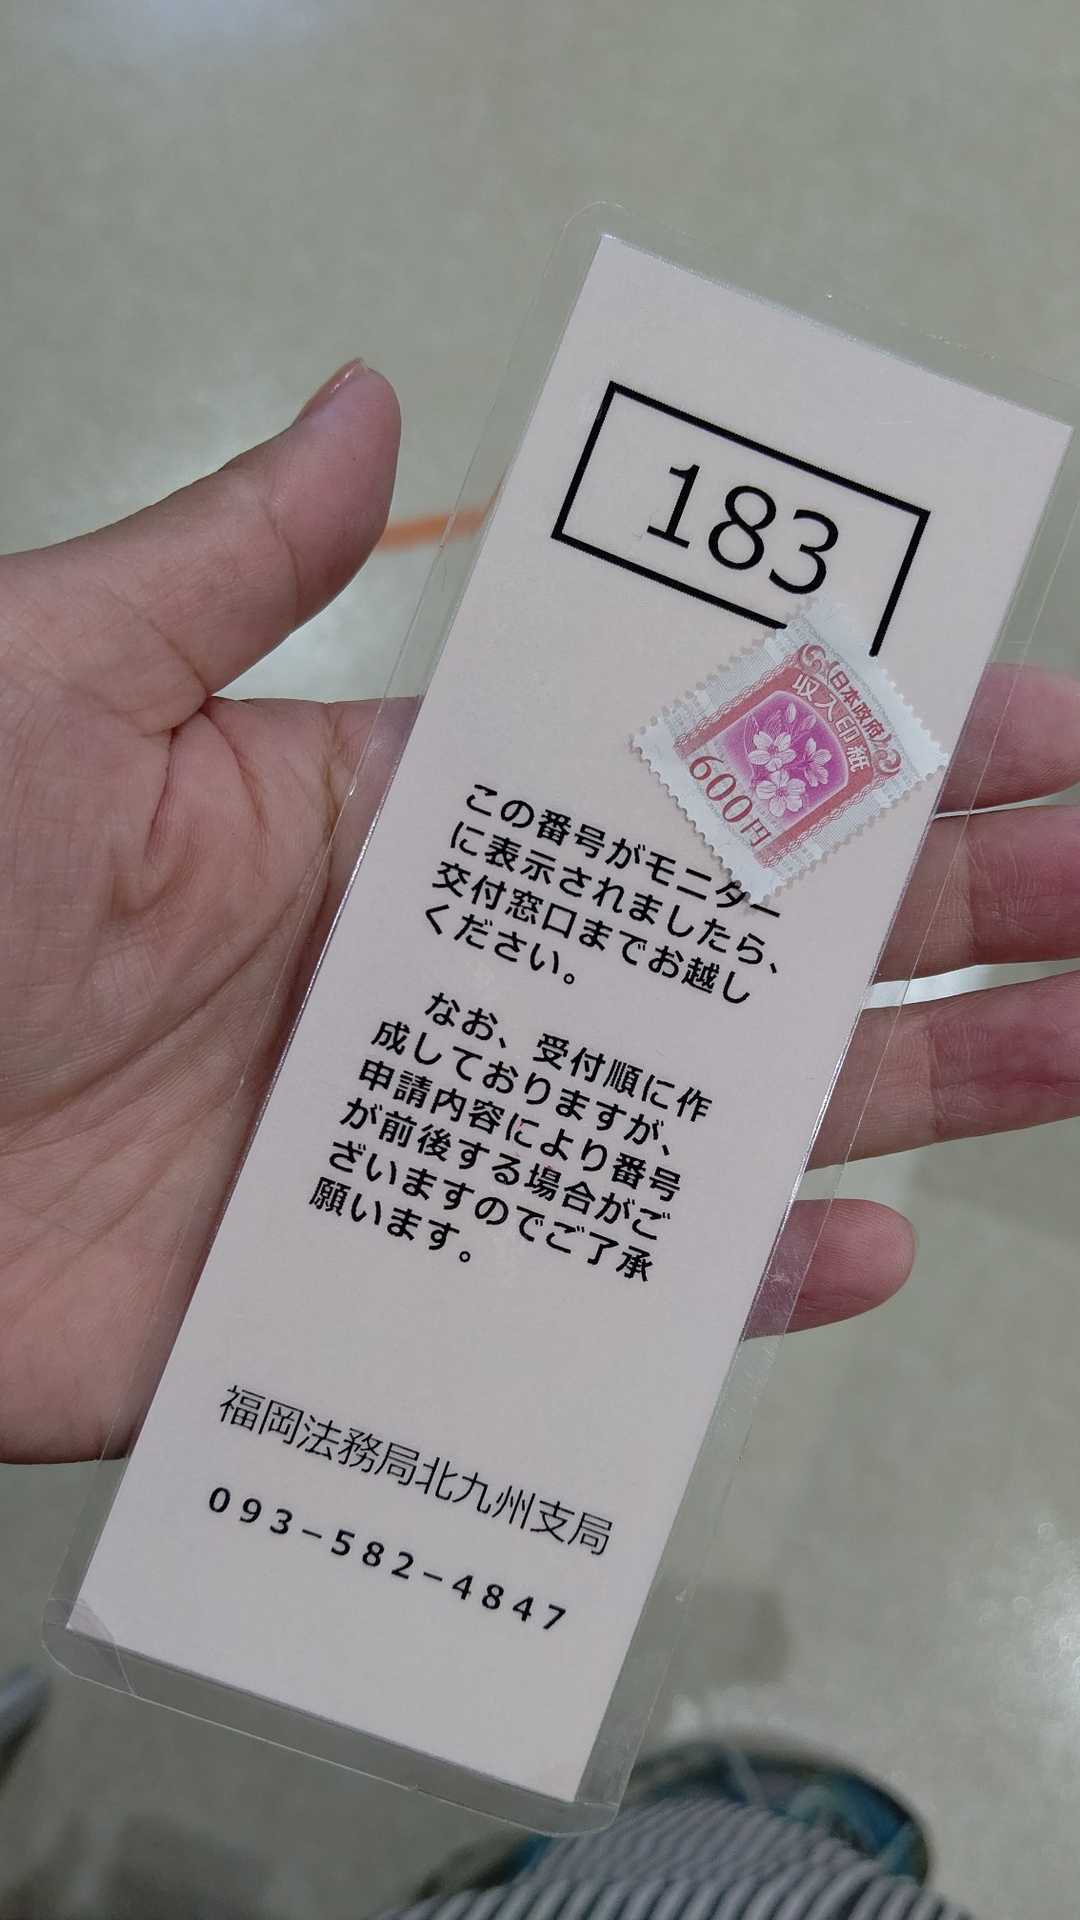 183
日本政府
収入印紙
600円
この番号がモニター
に表示されましたら、
交付窓口までお越し
ください。
なお、受付順に作
成しておりますが、
申請内容により番号
が前後する場合がご
ざいますのでご了承
願います。
福岡法務局北九州支局
093-582-4847